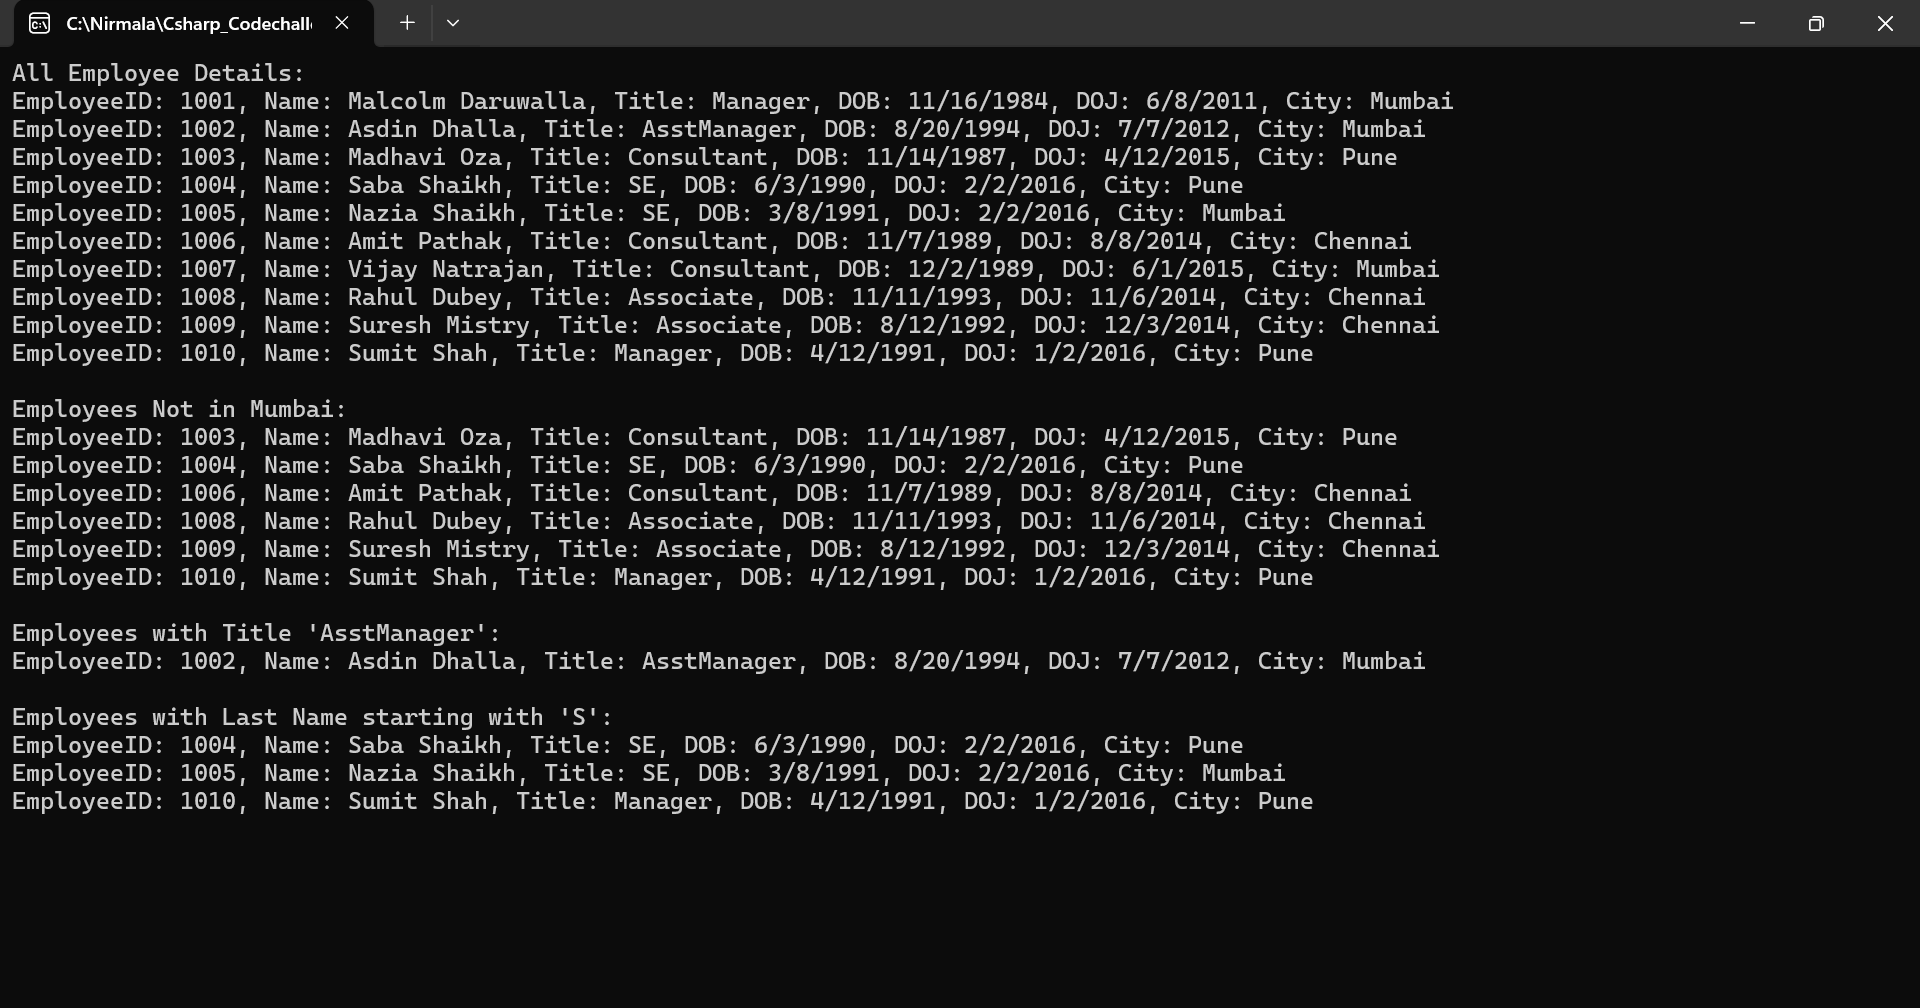 C:\Nirmala\Csharp_Codechall
All Employee Details:
EmployeeID: 1001, Name: Malcolm Daruwalla, Title: Manager, DOB: 11/16/1984, DOJ: 6/8/2011, City: Mumbai
EmployeeID: 1002, Name: Asdin Dhalla, Title: AsstManager, DOB: 8/20/1994, DOJ: 7/7/2012, City: Mumbai
EmployeeID: 1003, Name: Madhavi Oza, Title: Consultant, DOB: 11/14/1987, DOJ: 4/12/2015, City: Pune
EmployeeID: 1004, Name: Saba Shaikh, Title: SE, DOB: 6/3/1990, DOJ: 2/2/2016, City: Pune
EmployeeID: 1005, Name: Nazia Shaikh, Title: SE, DOB: 3/8/1991, DOJ: 2/2/2016, City: Mumbai
EmployeeID: 1006, Name: Amit Pathak, Title: Consultant, DOB: 11/7/1989, DOJ: 8/8/2014, City: Chennai
EmployeeID: 1007, Name: Vijay Natrajan, Title: Consultant, DOB: 12/2/1989, DOJ: 6/1/2015, City: Mumbai
EmployeeID: 1008, Name: Rahul Dubey, Title: Associate, DOB: 11/11/1993, DOJ: 11/6/2014, City: Chennai
EmployeeID: 1009, Name: Suresh Mistry, Title: Associate, DOB: 8/12/1992, DOJ: 12/3/2014, City: Chennai
EmployeeID: 1010, Name: Sumit Shah, Title: Manager, DOB: 4/12/1991, DOJ: 1/2/2016, City: Pune
Employees Not in Mumbai:
EmployeeID: 1003, Name: Madhavi Oza, Title: Consultant, DOB: 11/14/1987, DOJ: 4/12/2015, City: Pune
EmployeeID: 1004, Name: Saba Shaikh, Title: SE, DOB: 6/3/1990, DOJ: 2/2/2016, City: Pune
EmployeeID: 1006, Name: Amit Pathak, Title: Consultant, DOB: 11/7/1989, DOJ: 8/8/2014, City: Chennai
EmployeeID: 1008, Name: Rahul Dubey, Title: Associate, DOB: 11/11/1993, DOJ: 11/6/2014, City: Chennai
EmployeeID: 1009, Name: Suresh Mistry, Title: Associate, DOB: 8/12/1992, DOJ: 12/3/2014, City: Chennai
EmployeeID: 1010, Name: Sumit Shah, Title: Manager, DOB: 4/12/1991, DOJ: 1/2/2016, City: Pune
Employees with Title 'AsstManager':
EmployeeID: 1002, Name: Asdin Dhalla, Title: AsstManager, DOB: 8/20/1994, DOJ: 7/7/2012, City: Mumbai
Employees with Last Name starting with 'S':
EmployeeID: 1004, Name: Saba Shaikh, Title: SE, DOB: 6/3/1990, DOJ: 2/2/2016, City: Pune
EmployeeID: 1005, Name: Nazia Shaikh, Title: SE, DOB: 3/8/1991, DOJ: 2/2/2016, City: Mumbai
EmployeeID: 1010, Name: Sumit Shah, Title: Manager, DOB: 4/12/1991, DOJ: 1/2/2016, City: Pune